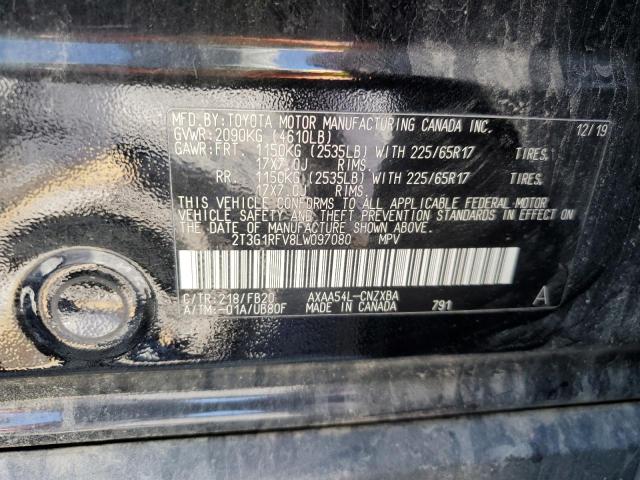 MFD.BY:TOYOTA MOTOR MANUFACTURING CANADA INC. 12/19
GVWR:2090KG (4610LB)
GAWR:FRT. 1150KG (2535LB) WITH 225/65R17 TIRES.
17X7.0J RIMS.
RR. 1150KG (2535LB) WITH 225/65R17 TIRES.
17X7.0J RIMS.
THIS VEHICLE CONFORMS TO ALL APPLICABLE FEDERAL MOTOR
VEHICLE SAFETY AND THEFT PREVENTION STANDARDS IN EFFECT ON
THE DATE OF MANUFACTURE SHOWN ABOVE.
2T3G1RFV8LW097080 MPV
C/TR:218/FB20 AXAA54L-CNZXBA A
A/TM:-01A/UB80F MADE IN CANADA 791